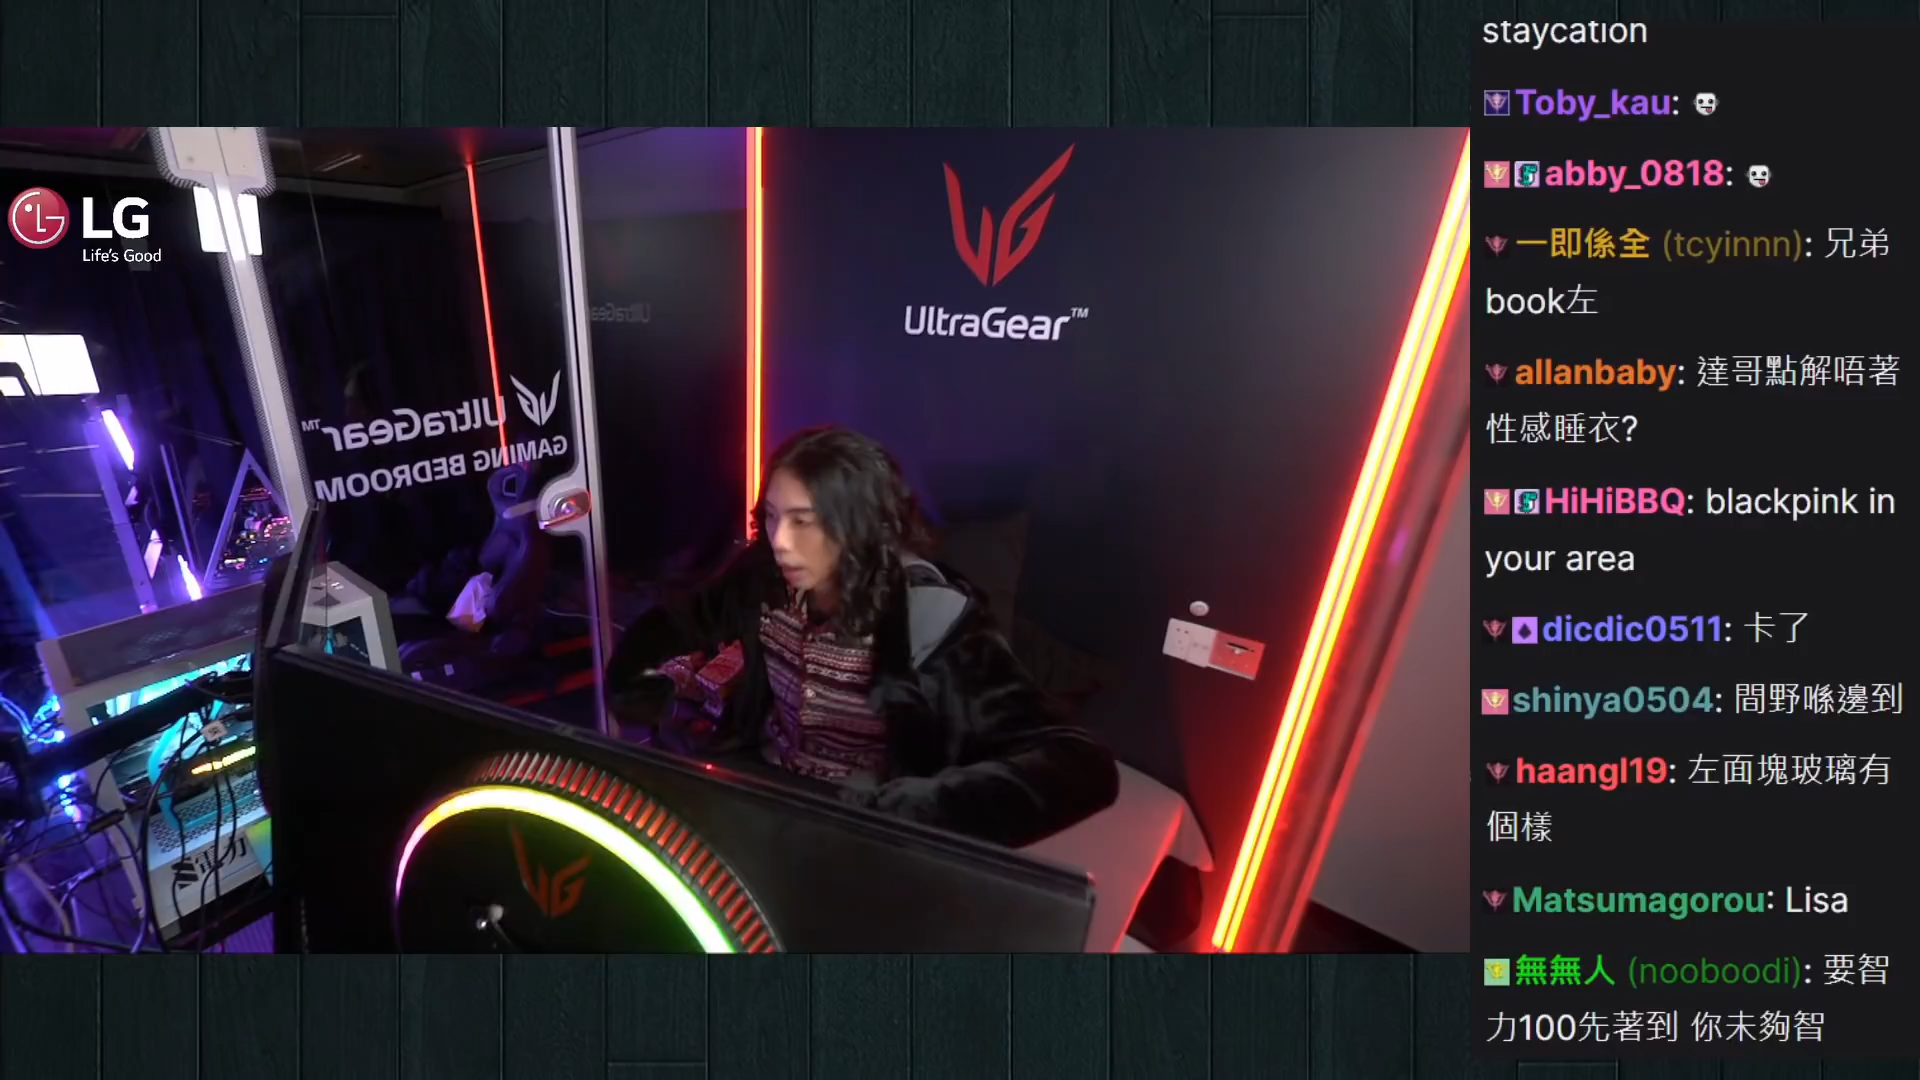 LG
Life's Good
UltraGear™
UltraGear™
GAMING BEDROOM
staycation
Toby_kau:
abby_0818:
一即係全 (tcyinnn): 兄弟
book左
allanbaby: 達哥點解唔著
性感睡衣?
HiHiBBQ: blackpink in
your area
dicdic0511: 卡了
shinya0504: 間野喺邊到
haangl19: 左面塊玻璃有
個樣
Matsumagorou: Lisa
無無人 (nooboodi): 要智
力100先著到 你未夠智